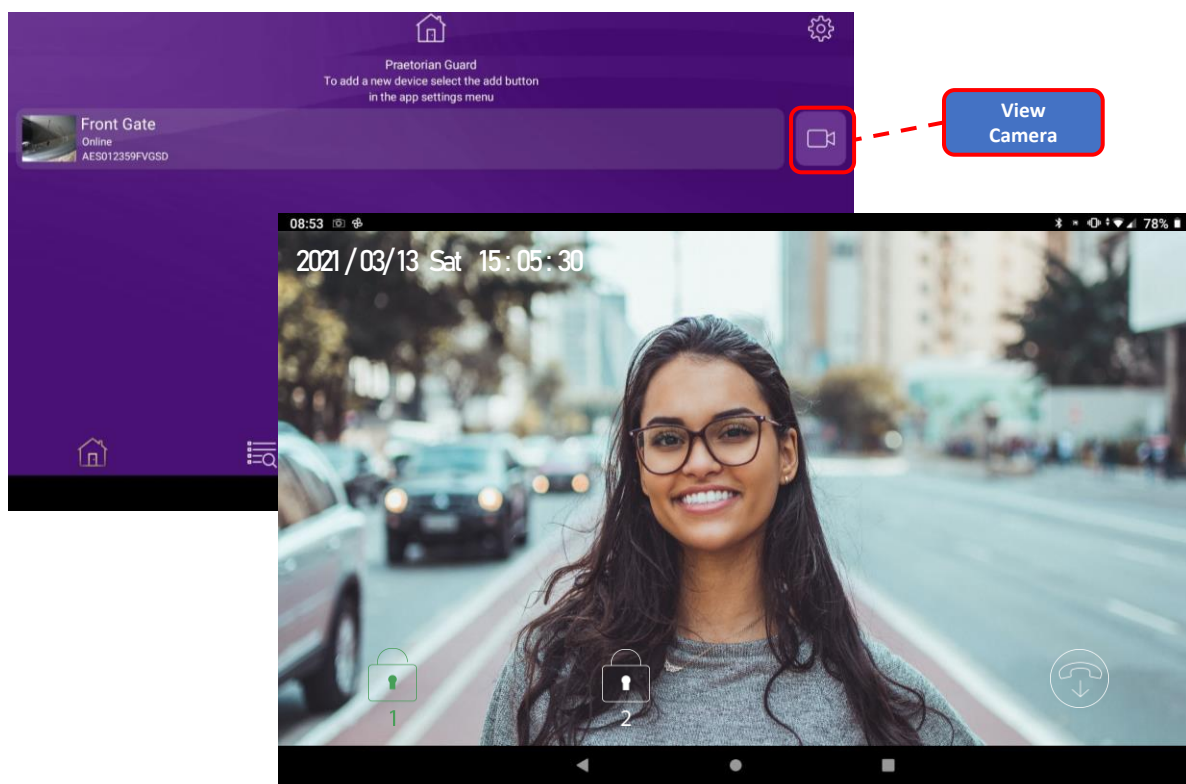 Praetorian Guard
To add a new device select the add button
in the app settings menu
Front Gate
Online
AES012359FVGSD
View
Camera
08:53 78%
2021/03/13 Sat 15:05:30
1
2